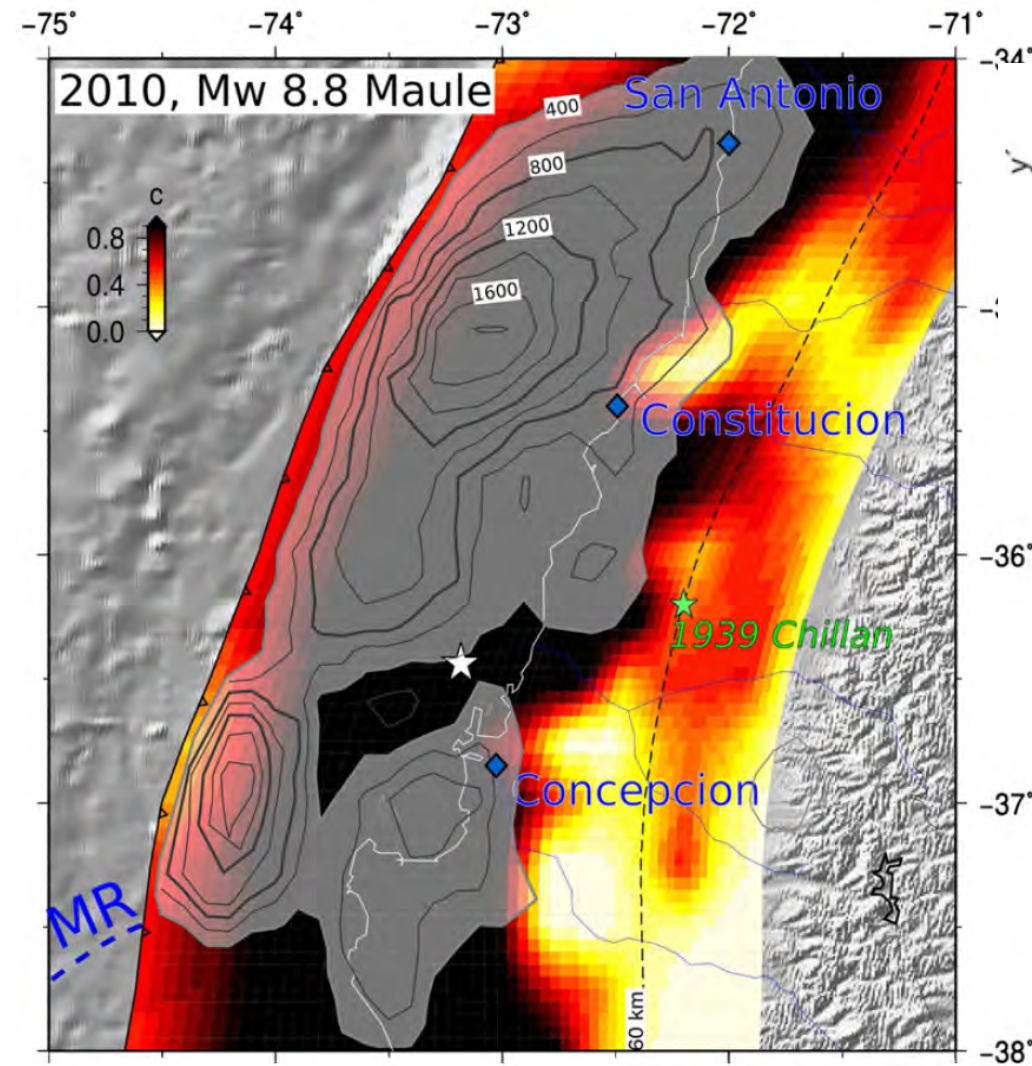 −75° −74° −73° −72° −71°
2010, Mw 8.8 Maule
San Antonio
−34°
400
800
c
0.8
0.4
0.0
1200
1600
Constitucion
−36°
1939 Chillan
Concepcion
−37°
MR
60 km
−38°